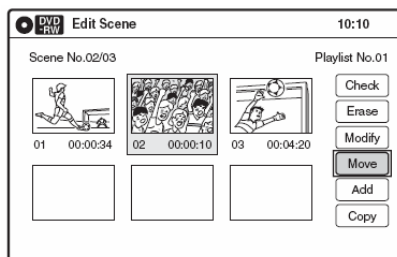 DVD -RW Edit Scene 10:10
Scene No.02/03 Playlist No.01
01 00:00:34 02 00:00:10 03 00:04:20
Check
Erase
Modify
Move
Add
Copy